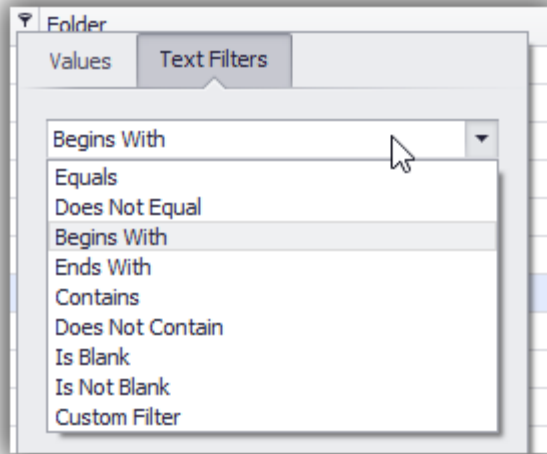 Folder
Values
Text Filters
Begins With
Equals
Does Not Equal
Begins With
Ends With
Contains
Does Not Contain
Is Blank
Is Not Blank
Custom Filter